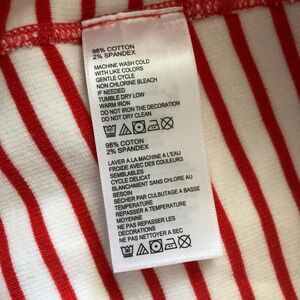 98% COTTON
2% SPANDEX
MACHINE WASH COLD
WITH LIKE COLORS
GENTLE CYCLE
NON CHLORINE BLEACH
IF NEEDED
TUMBLE DRY LOW
WARM IRON
DO NOT IRON THE DECORATION
DO NOT DRY CLEAN
98% COTON
2% SPANDEX
LAVER A LA MACHINE A L'EAU
FROIDE AVEC DES COULEURS
SEMBLABLES
CYCLE DELICAT
BLANCHIMENT SANS CHLORE AU
BESOIN
SÉCHER PAR CULBUTAGE A BASSE
TEMPERATURE
REPASSER A TEMPERATURE
MOYENNE
NE PAS REPASSER LES
DECORATIONS
NE PAS NETTOYER A SEC